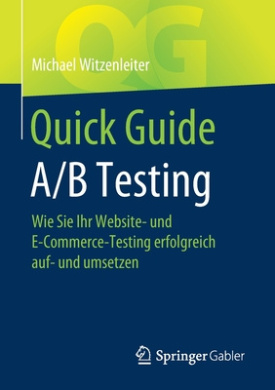 QG
Michael Witzenleiter
Quick Guide
A/B Testing
Wie Sie Ihr Website- und
E-Commerce-Testing erfolgreich
auf- und umsetzen
Springer Gabler